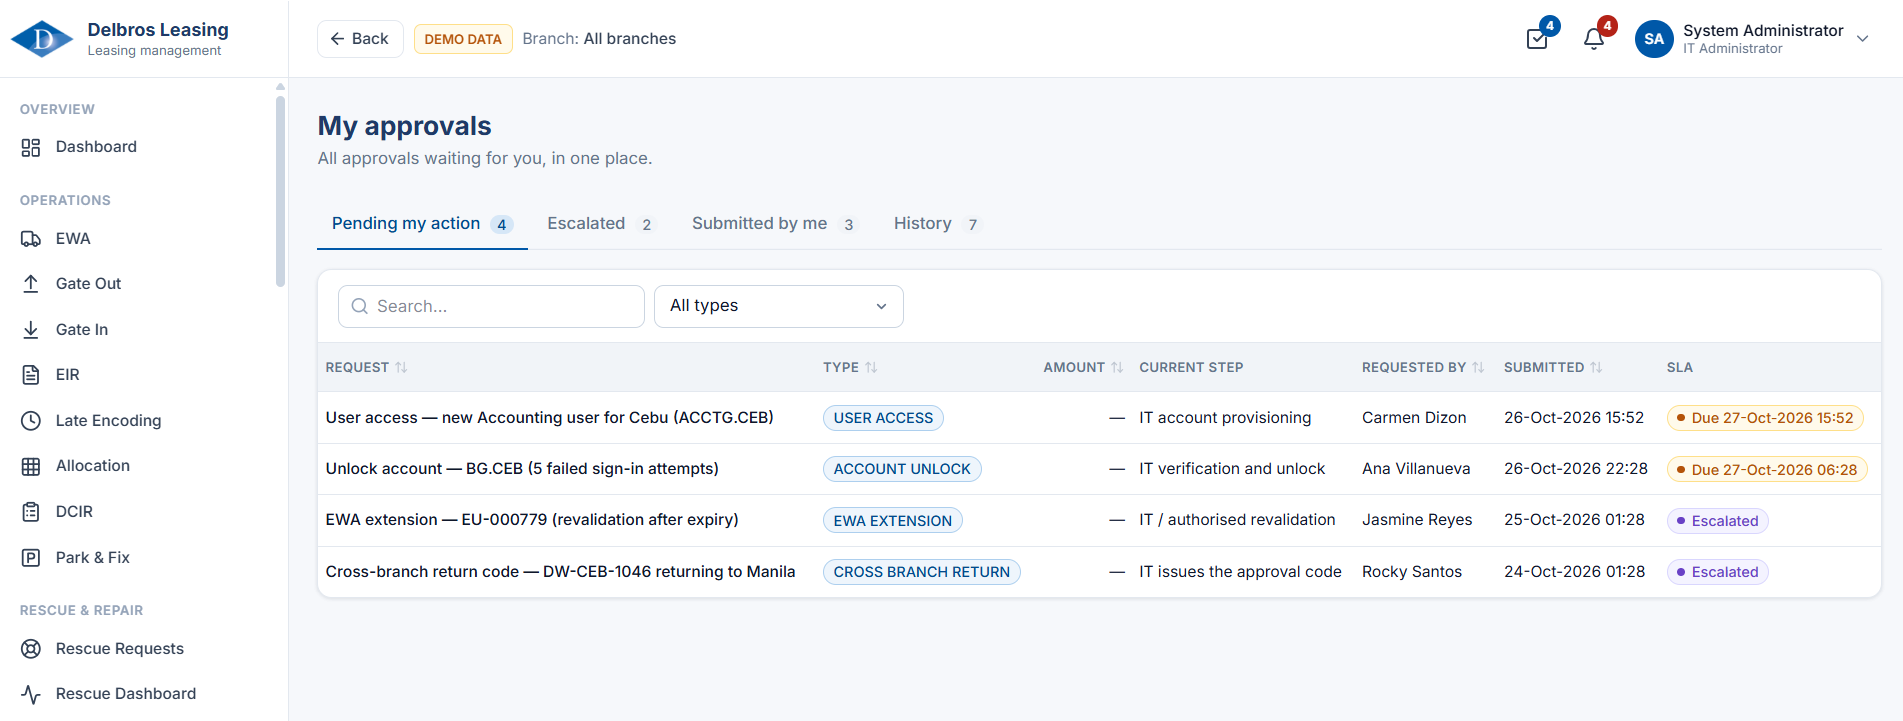 Delbros Leasing
Leasing management
Back
DEMO DATA
Branch: All branches
4
4
SA
System Administrator
IT Administrator
OVERVIEW
Dashboard
OPERATIONS
EWA
Gate Out
Gate In
EIR
Late Encoding
Allocation
DCIR
Park & Fix
RESCUE & REPAIR
Rescue Requests
Rescue Dashboard
My approvals
All approvals waiting for you, in one place.
Pending my action 4 Escalated 2 Submitted by me 3 History 7
Search... All types
REQUEST TYPE AMOUNT CURRENT STEP REQUESTED BY SUBMITTED SLA
User access — new Accounting user for Cebu (ACCTG.CEB) USER ACCESS — IT account provisioning Carmen Dizon 26-Oct-2026 15:52 Due 27-Oct-2026 15:52
Unlock account — BG.CEB (5 failed sign-in attempts) ACCOUNT UNLOCK — IT verification and unlock Ana Villanueva 26-Oct-2026 22:28 Due 27-Oct-2026 06:28
EWA extension — EU-000779 (revalidation after expiry) EWA EXTENSION — IT / authorised revalidation Jasmine Reyes 25-Oct-2026 01:28 Escalated
Cross-branch return code — DW-CEB-1046 returning to Manila CROSS BRANCH RETURN — IT issues the approval code Rocky Santos 24-Oct-2026 01:28 Escalated